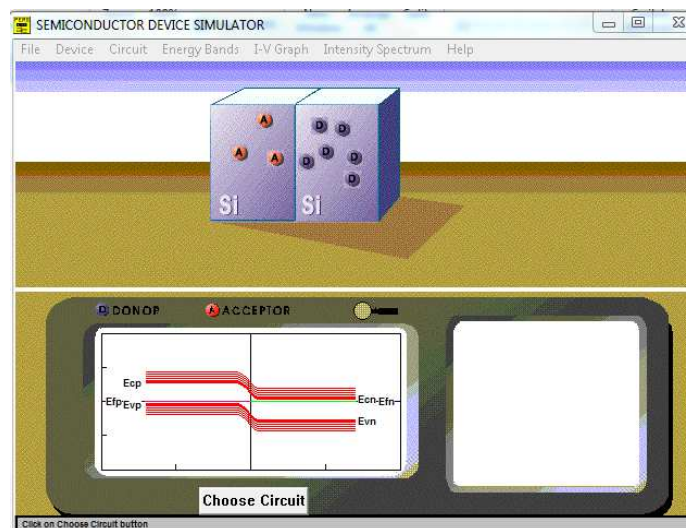 SEMICONDUCTOR DEVICE SIMULATOR
File Device Circuit Energy Bands I-V Graph Intensity Spectrum Help
A D D
A A D D D
D
Si Si
D DONOR A ACCEPTOR
Ecp
Efp Evp Ecn Efn
Evn
Choose Circuit
Click on Choose Circuit button